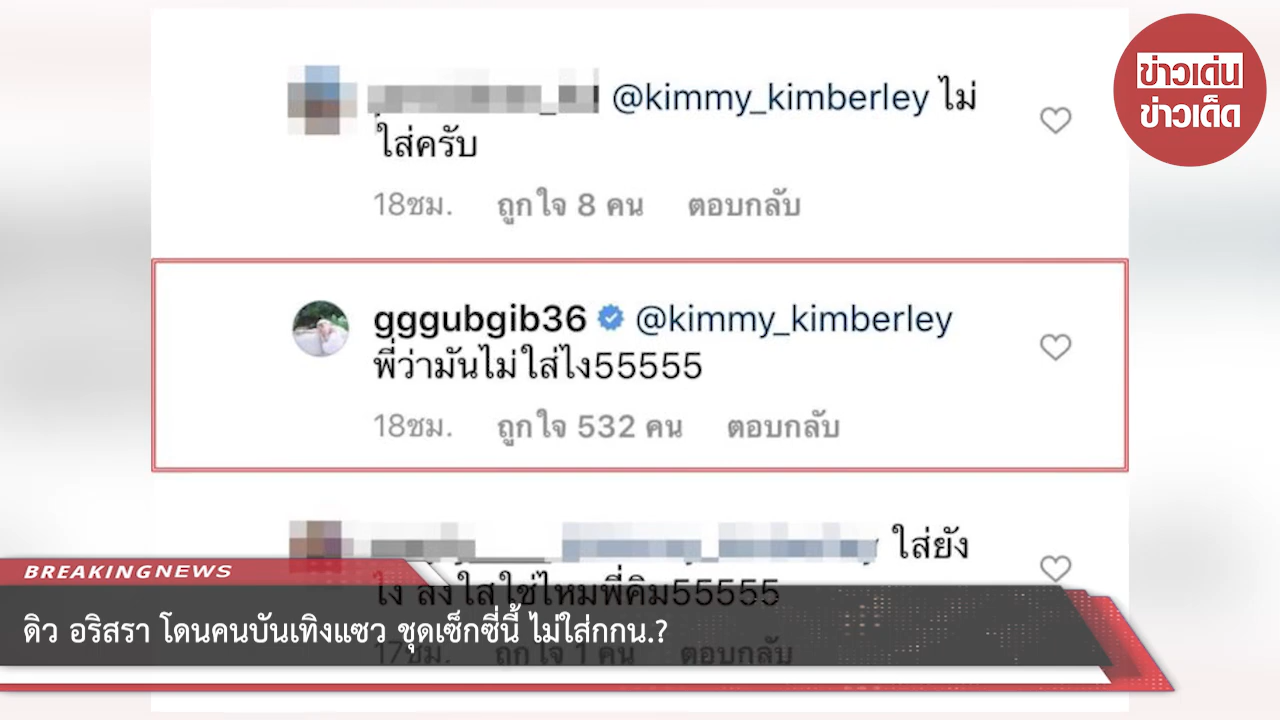 ข่าวเด่น
ข่าวเด็ด
@kimmy_kimberley ไม่
ใส่ครับ
18ชม. ถูกใจ 8 คน ตอบกลับ
gggubgib36 @kimmy_kimberley
พี่ว่ามันไม่ใส่ไง55555
18ชม. ถูกใจ 532 คน ตอบกลับ
ใส่ยัง
ไง ลงใสใช่ไหมพี่คิม55555
17ชม. ถูกใจ 1 คน ตอบกลับ
BREAKINGNEWS
ดิว อริสรา โดนคนบันเทิงแซว ชุดเซ็กซี่นี้ ไม่ใส่กกน.?